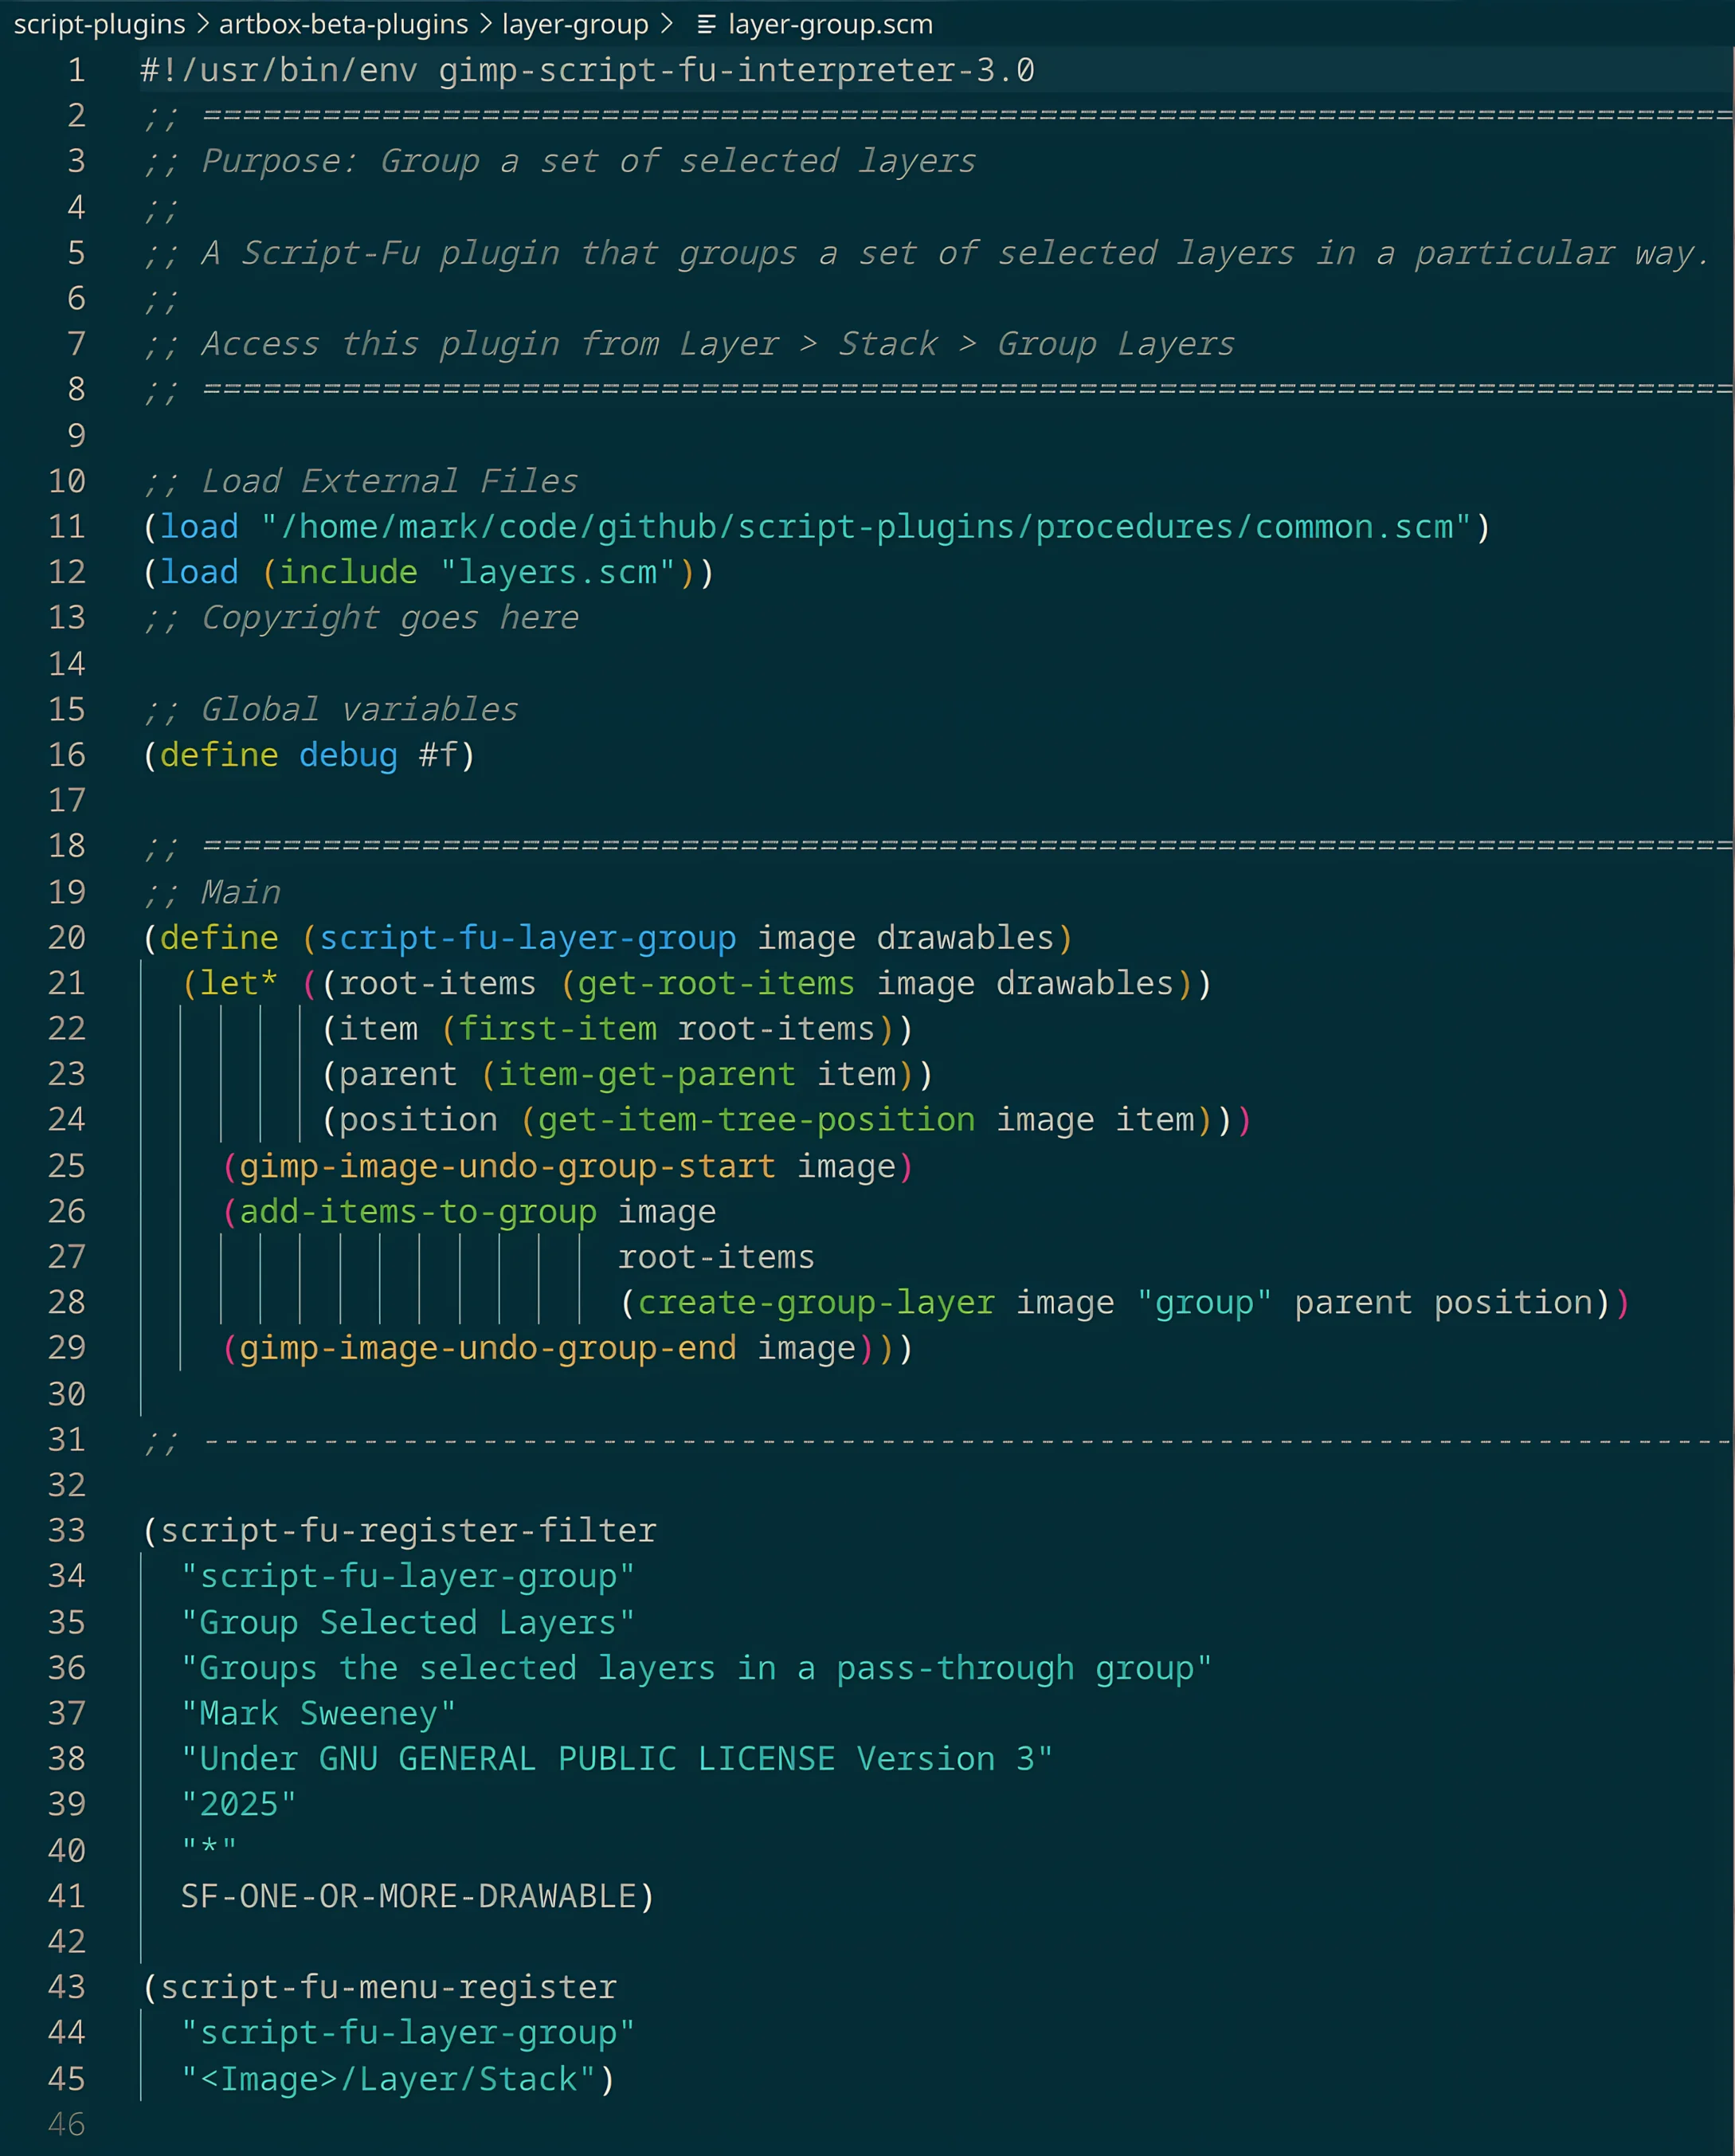 script-plugins > artbox-beta-plugins > layer-group > layer-group.scm
1 #!/usr/bin/env gimp-script-fu-interpreter-3.0
2 ;; =============================================================================
3 ;; Purpose: Group a set of selected layers
4 ;;
5 ;; A Script-Fu plugin that groups a set of selected layers in a particular way.
6 ;;
7 ;; Access this plugin from Layer > Stack > Group Layers
8 ;; =============================================================================
9
10 ;; Load External Files
11 (load "/home/mark/code/github/script-plugins/procedures/common.scm")
12 (load (include "layers.scm"))
13 ;; Copyright goes here
14
15 ;; Global variables
16 (define debug #f)
17
18 ;; =============================================================================
19 ;; Main
20 (define (script-fu-layer-group image drawables)
21   (let* ((root-items (get-root-items image drawables))
22          (item (first-item root-items))
23          (parent (item-get-parent item))
24          (position (get-item-tree-position image item)))
25     (gimp-image-undo-group-start image)
26     (add-items-to-group image
27                         root-items
28                         (create-group-layer image "group" parent position))
29     (gimp-image-undo-group-end image)))
30
31 ;; -----------------------------------------------------------------------------
32
33 (script-fu-register-filter
34   "script-fu-layer-group"
35   "Group Selected Layers"
36   "Groups the selected layers in a pass-through group"
37   "Mark Sweeney"
38   "Under GNU GENERAL PUBLIC LICENSE Version 3"
39   "2025"
40   "*"
41   SF-ONE-OR-MORE-DRAWABLE)
42
43 (script-fu-menu-register
44   "script-fu-layer-group"
45   "<Image>/Layer/Stack")
46